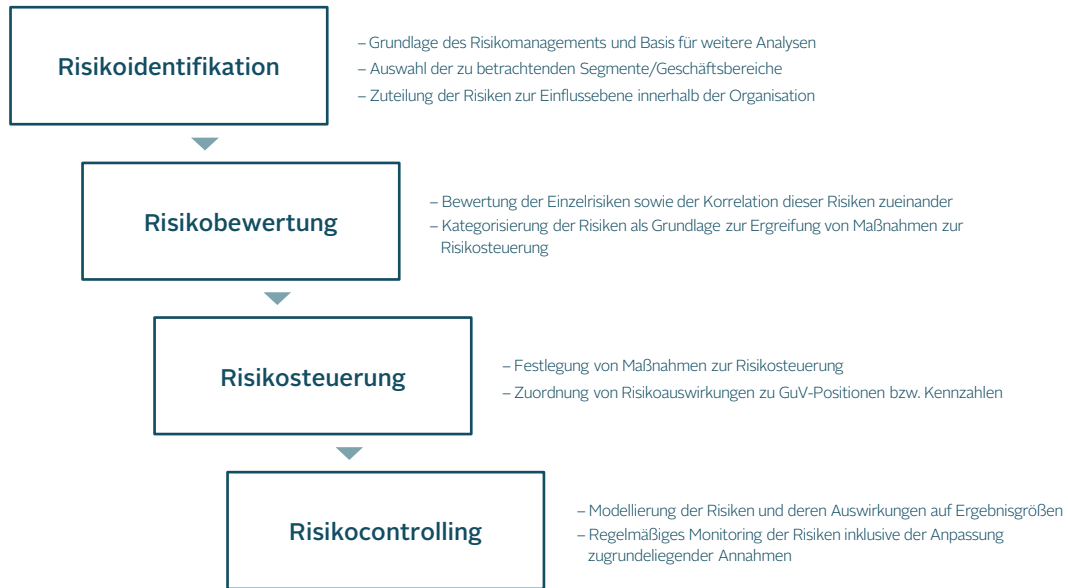 Risikoidentifikation
– Grundlage des Risikomanagements und Basis für weitere Analysen
– Auswahl der zu betrachtenden Segmente/Geschäftsbereiche
– Zuteilung der Risiken zur Einflussebene innerhalb der Organisation
Risikobewertung
– Bewertung der Einzelrisiken sowie der Korrelation dieser Risiken zueinander
– Kategorisierung der Risiken als Grundlage zur Ergreifung von Maßnahmen zur
Risikosteuerung
Risikosteuerung
– Festlegung von Maßnahmen zur Risikosteuerung
– Zuordnung von Risikoauswirkungen zu GuV-Positionen bzw. Kennzahlen
Risikocontrolling
– Modellierung der Risiken und deren Auswirkungen auf Ergebnisgrößen
– Regelmäßiges Monitoring der Risiken inklusive der Anpassung
zugrundeliegender Annahmen